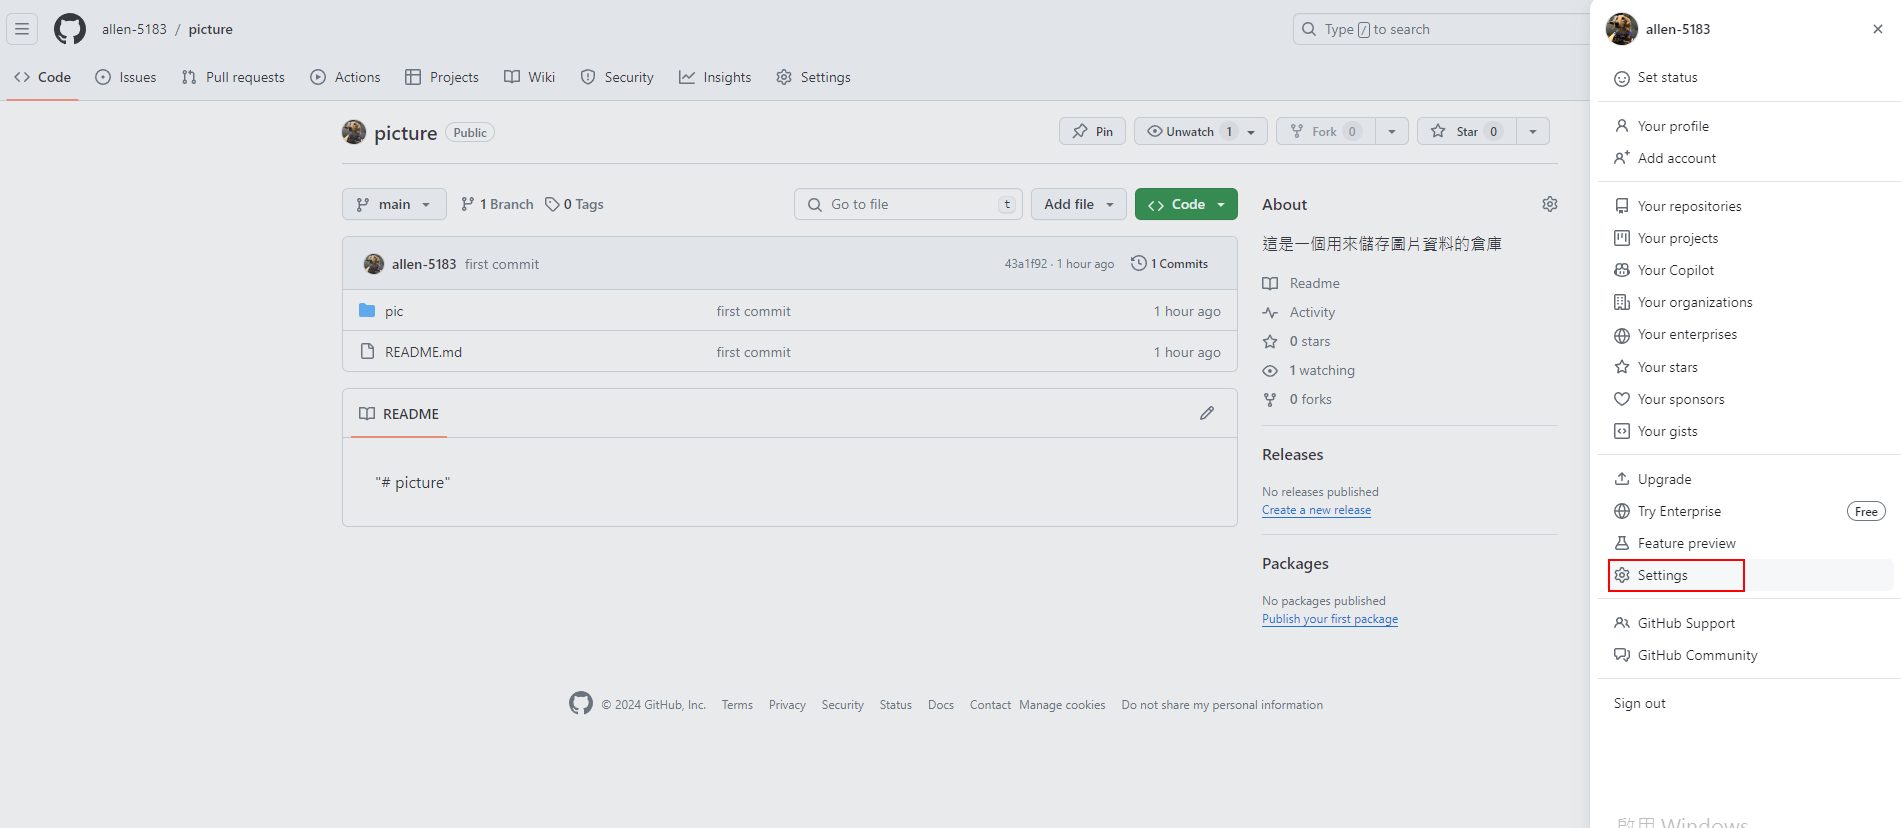 allen-5183 / picture
Type / to search
Code Issues Pull requests Actions Projects Wiki Security Insights Settings
picture Public
Pin Unwatch 1 Fork 0 Star 0
main 1 Branch 0 Tags Go to file t Add file Code
allen-5183 first commit 43a1f92 · 1 hour ago 1 Commits
pic first commit 1 hour ago
README.md first commit 1 hour ago
README
"# picture"
About
這是一個用來儲存圖片資料的倉庫
Readme
Activity
0 stars
1 watching
0 forks
Releases
No releases published
Create a new release
Packages
No packages published
Publish your first package
© 2024 GitHub, Inc. Terms Privacy Security Status Docs Contact Manage cookies Do not share my personal information
allen-5183
Set status
Your profile
Add account
Your repositories
Your projects
Your Copilot
Your organizations
Your enterprises
Your stars
Your sponsors
Your gists
Upgrade
Try Enterprise Free
Feature preview
Settings
GitHub Support
GitHub Community
Sign out
啟用 Windows